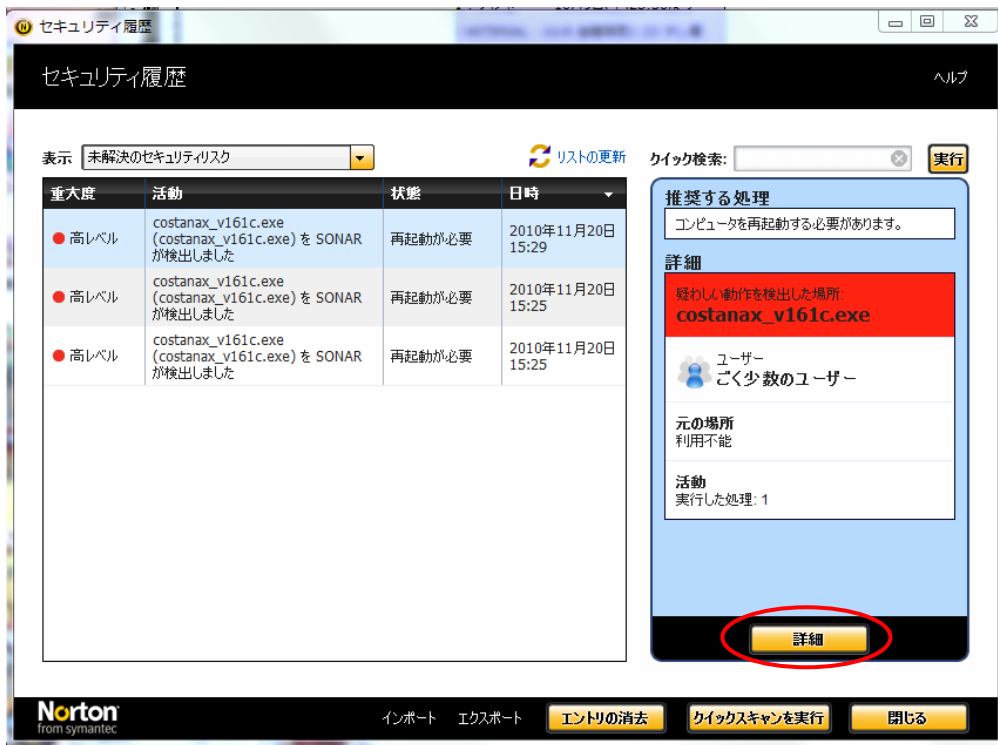 セキュリティ履歴
セキュリティ履歴
ヘルプ
表示 未解決のセキュリティリスク
リストの更新
クイック検索:
実行
重大度 活動 状態 日時
高レベル costanax_v161c.exe (costanax_v161c.exe) を SONAR が検出しました 再起動が必要 2010年11月20日 15:29
高レベル costanax_v161c.exe (costanax_v161c.exe) を SONAR が検出しました 再起動が必要 2010年11月20日 15:25
高レベル costanax_v161c.exe (costanax_v161c.exe) を SONAR が検出しました 再起動が必要 2010年11月20日 15:25
推奨する処理
コンピュータを再起動する必要があります。
詳細
疑わしい動作を検出した場所:
costanax_v161c.exe
ユーザー
ごく少数のユーザー
元の場所
利用不能
活動
実行した処理: 1
詳細
Norton
from symantec
インポート エクスポート エントリの消去 クイックスキャンを実行 閉じる